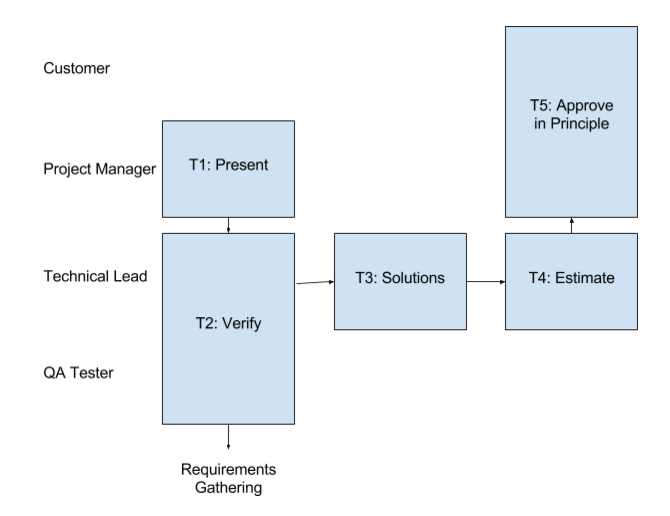 Customer
T5: Approve
in Principle
Project Manager
T1: Present
Technical Lead
T3: Solutions
T4: Estimate
T2: Verify
QA Tester
Requirements
Gathering